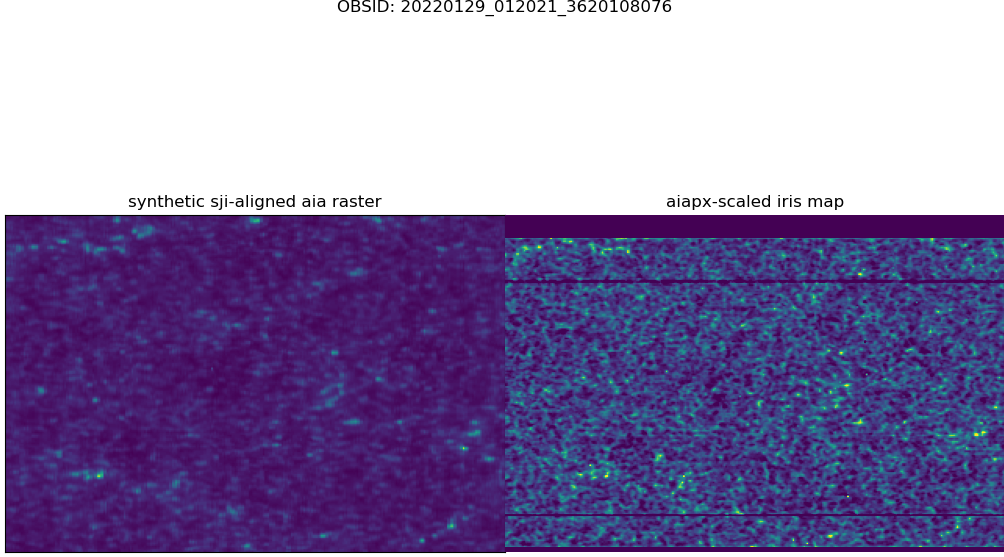 OBSID: 20220129_012021_3620108076
synthetic sji-aligned aia raster
aiapx-scaled iris map